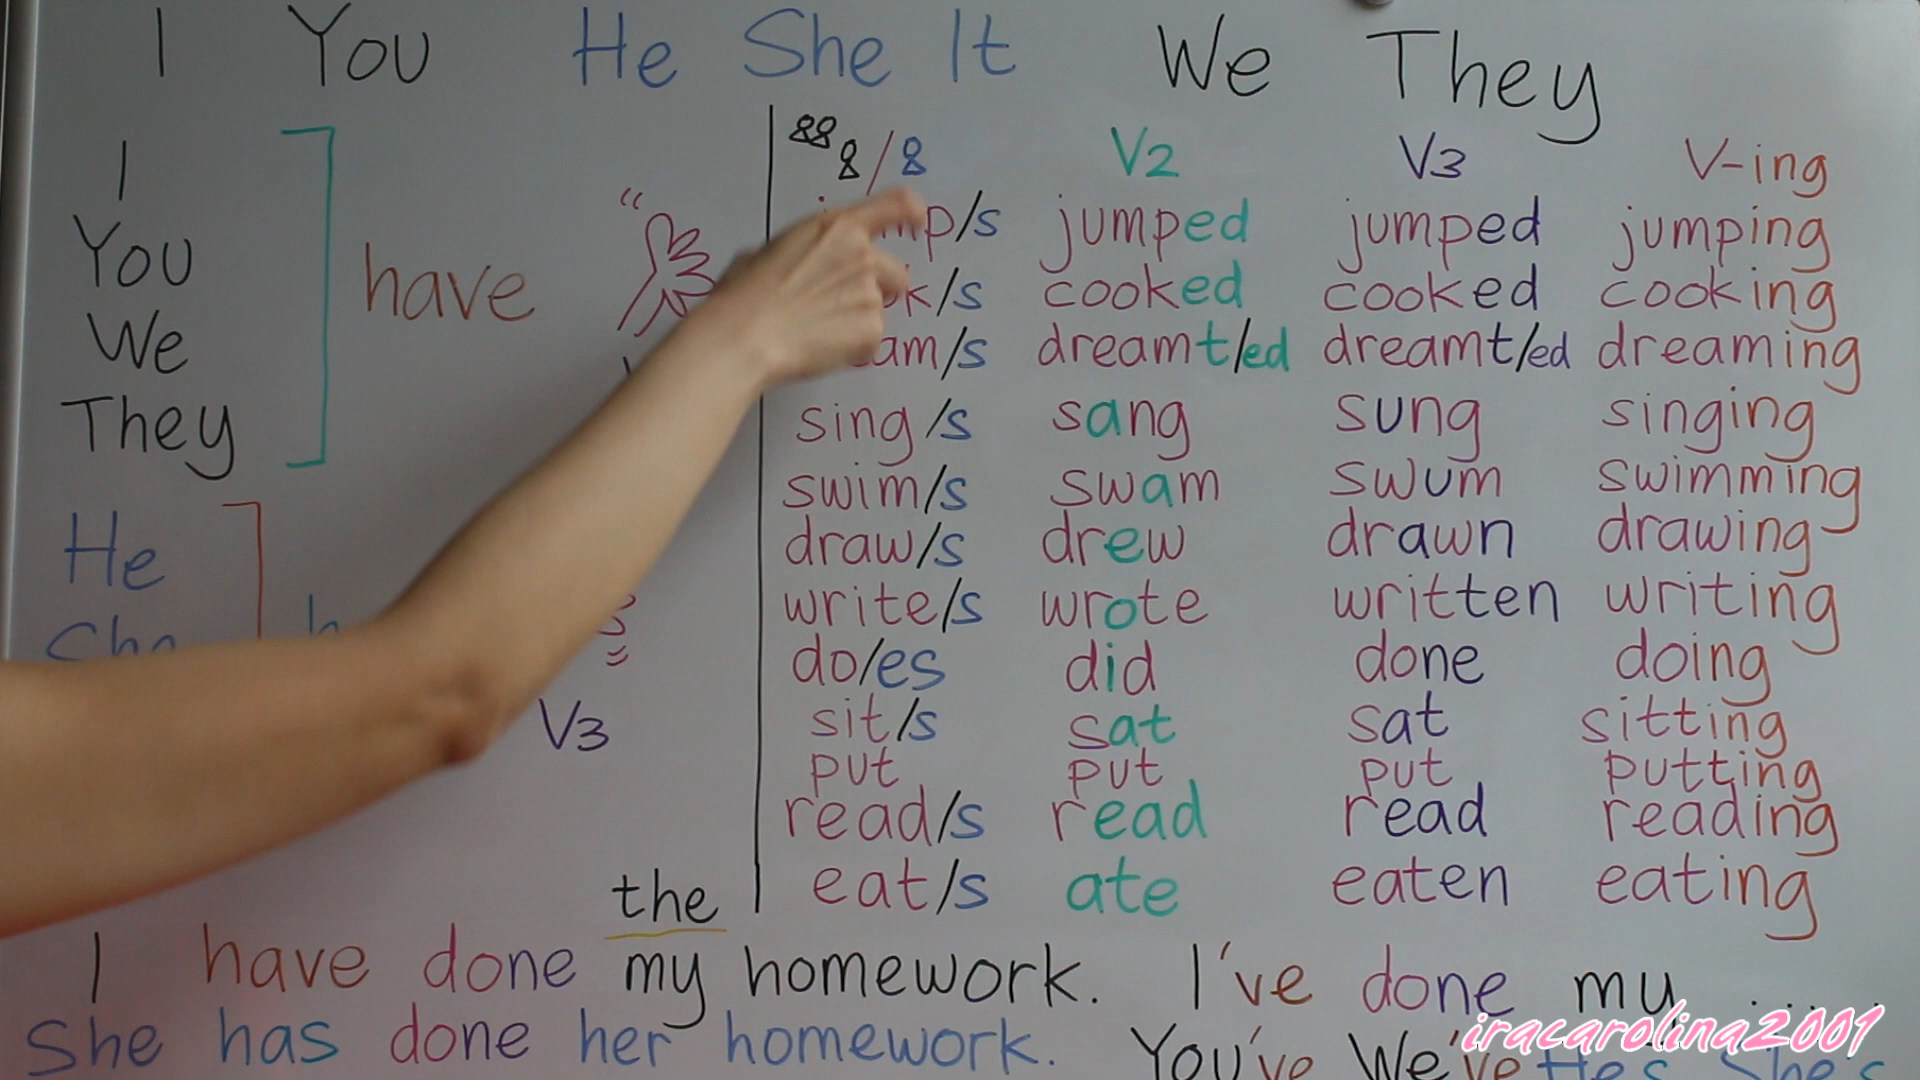 I You He She It We They
I
You
We
They
have
He
She
V3
V2 V3 V-ing
/s jumped jumped jumping
/s cooked cooked cooking
/s dreamt/ed dreamt/ed dreaming
sing/s sang sung singing
swim/s swam swum swimming
draw/s drew drawn drawing
write/s wrote written writing
do/es did done doing
sit/s sat sat sitting
put put put putting
read/s read read reading
eat/s ate eaten eating
the
I have done my homework. I've done my ....
She has done her homework.
You've We've He's She's
iracarolina2001